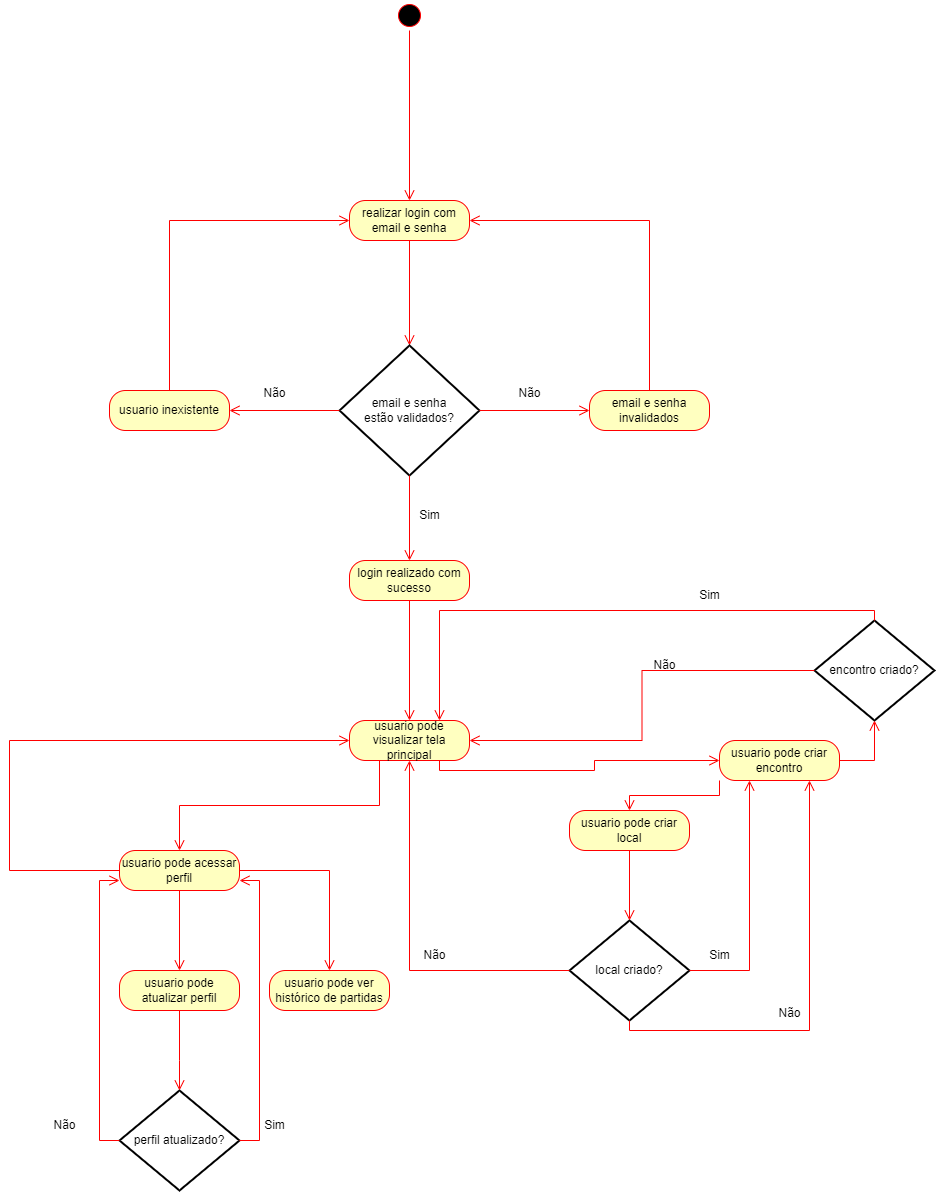 realizar login com
email e senha
Não
Não
usuario inexistente
email e senha
estão validados?
email e senha
invalidados
Sim
login realizado com
sucesso
Sim
Não
encontro criado?
usuario pode
visualizar tela
principal
usuario pode criar
encontro
usuario pode criar
local
usuario pode acessar
perfil
Não
local criado?
Sim
usuario pode
atualizar perfil
usuario pode ver
histórico de partidas
Não
Não
perfil atualizado?
Sim